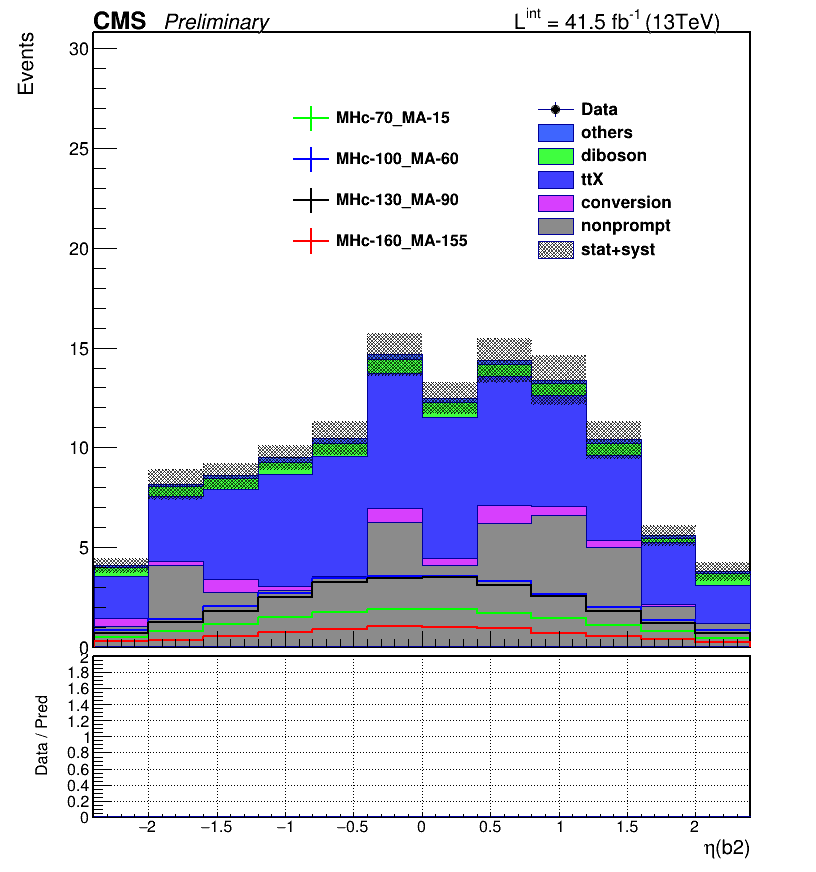 CMS Preliminary L^int = 41.5 fb^-1 (13TeV)
Events
30
25
20
15
10
5
0
MHc-70_MA-15
MHc-100_MA-60
MHc-130_MA-90
MHc-160_MA-155
Data
others
diboson
ttX
conversion
nonprompt
stat+syst
Data / Pred
2
1.8
1.6
1.4
1.2
1
0.8
0.6
0.4
0.2
0
−2 −1.5 −1 −0.5 0 0.5 1 1.5 2
η(b2)